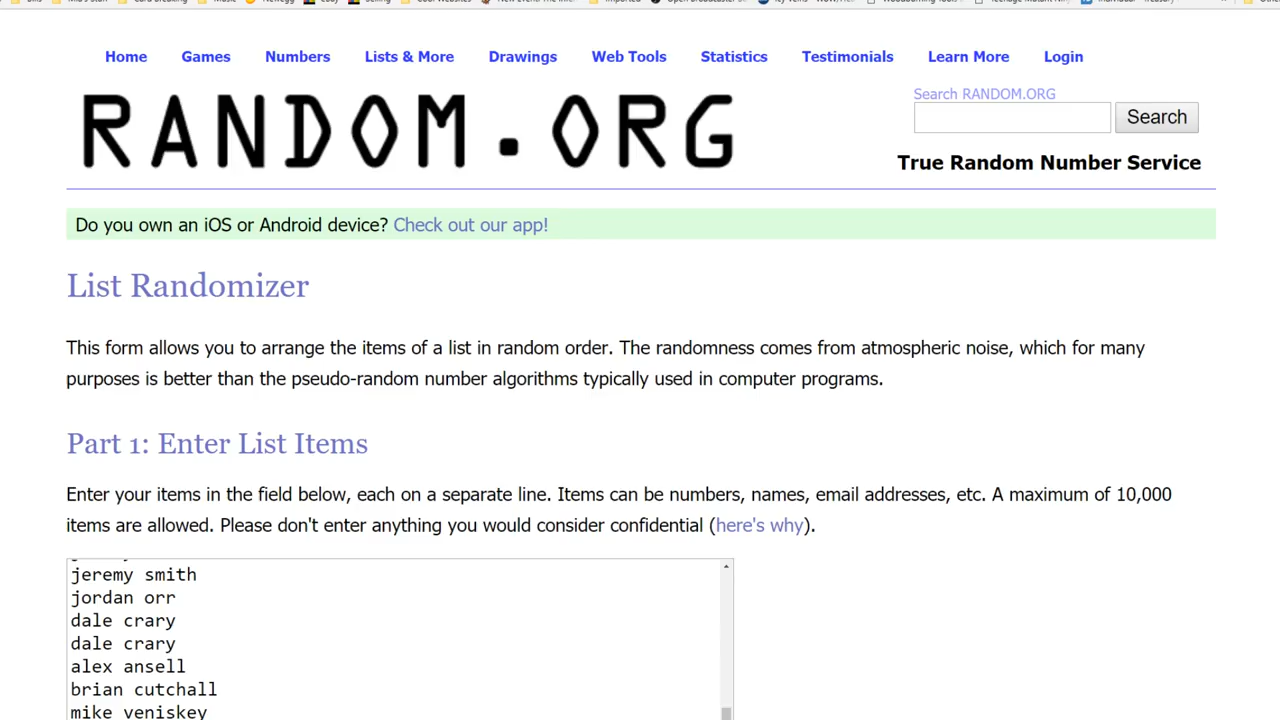 Home Games Numbers Lists & More Drawings Web Tools Statistics Testimonials Learn More Login
RANDOM.ORG
Search RANDOM.ORG
Search
True Random Number Service
Do you own an iOS or Android device? Check out our app!
List Randomizer
This form allows you to arrange the items of a list in random order. The randomness comes from atmospheric noise, which for many
purposes is better than the pseudo-random number algorithms typically used in computer programs.
Part 1: Enter List Items
Enter your items in the field below, each on a separate line. Items can be numbers, names, email addresses, etc. A maximum of 10,000
items are allowed. Please don't enter anything you would consider confidential (here's why).
jeremy smith
jordan orr
dale crary
dale crary
alex ansell
brian cutchall
mike veniskey